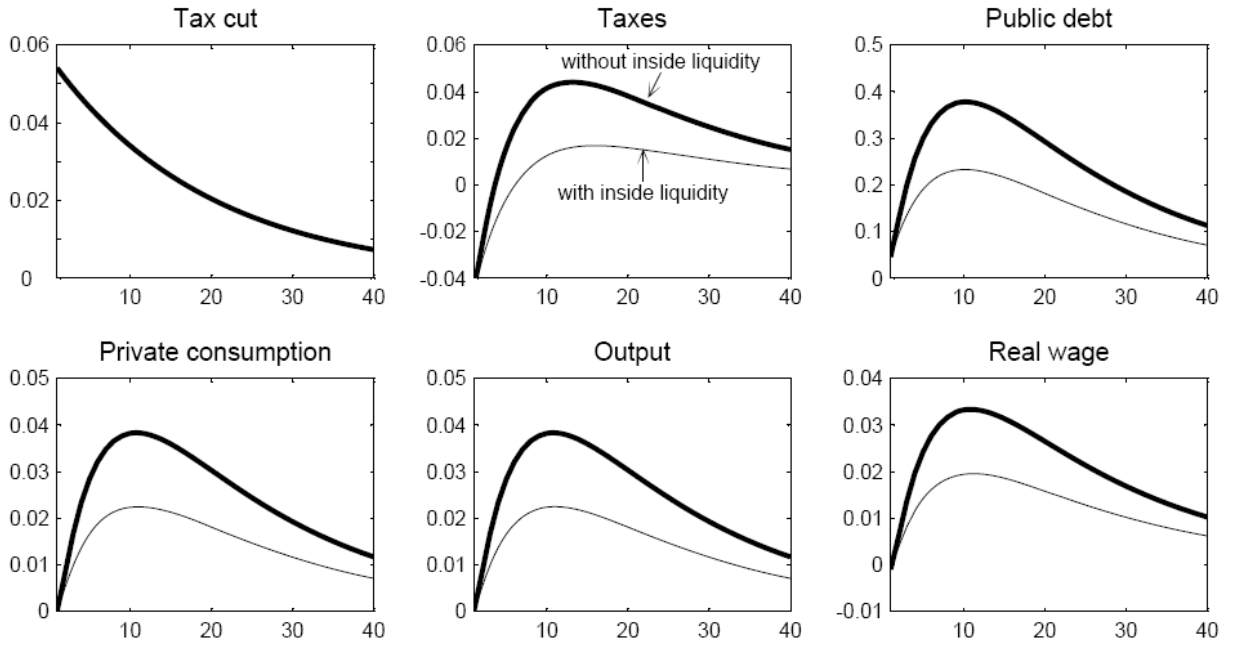 Tax cut
0.06
0.04
0.02
0
10 20 30 40
Taxes
0.06
0.04
0.02
0
-0.02
-0.04
without inside liquidity
with inside liquidity
10 20 30 40
Public debt
0.5
0.4
0.3
0.2
0.1
0
10 20 30 40
Private consumption
0.05
0.04
0.03
0.02
0.01
0
10 20 30 40
Output
0.05
0.04
0.03
0.02
0.01
0
10 20 30 40
Real wage
0.04
0.03
0.02
0.01
0
-0.01
10 20 30 40